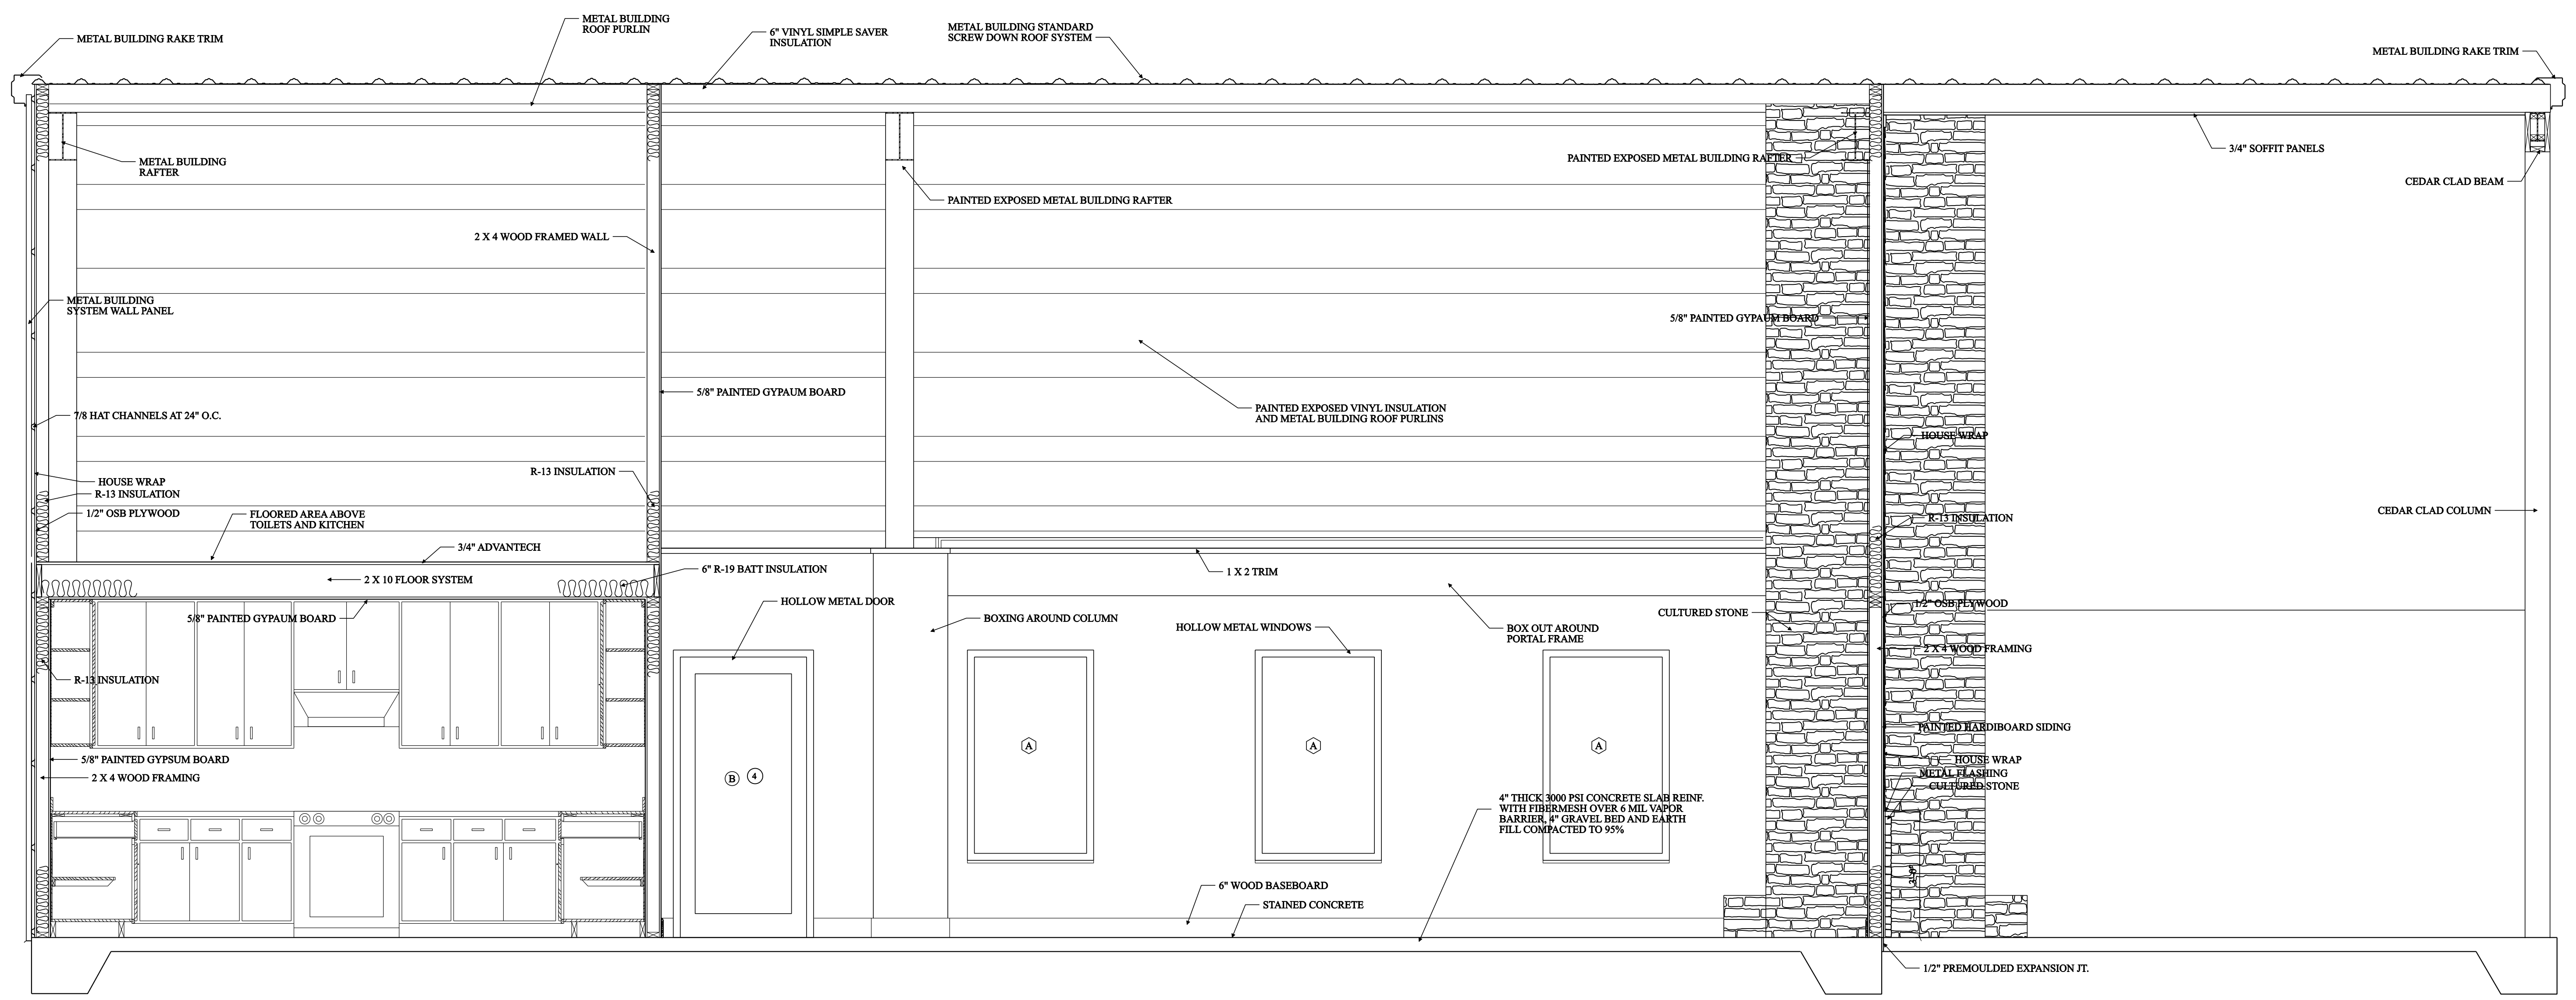 METAL BUILDING RAKE TRIM
METAL BUILDING
ROOF PURLIN
6" VINYL SIMPLE SAVER
INSULATION
METAL BUILDING STANDARD
SCREW DOWN ROOF SYSTEM
METAL BUILDING RAKE TRIM
METAL BUILDING
RAFTER
PAINTED EXPOSED METAL BUILDING RAFTER
PAINTED EXPOSED METAL BUILDING RAFTER
3/4" SOFFIT PANELS
CEDAR CLAD BEAM
2 X 4 WOOD FRAMED WALL
METAL BUILDING
SYSTEM WALL PANEL
5/8" PAINTED GYPAUM BOARD
5/8" PAINTED GYPAUM BOARD
PAINTED EXPOSED VINYL INSULATION
AND METAL BUILDING ROOF PURLINS
7/8 HAT CHANNELS AT 24" O.C.
HOUSE WRAP
R-13 INSULATION
HOUSE WRAP
R-13 INSULATION
1/2" OSB PLYWOOD
FLOORED AREA ABOVE
TOILETS AND KITCHEN
R-13 INSULATION
CEDAR CLAD COLUMN
3/4" ADVANTECH
2 X 10 FLOOR SYSTEM
6" R-19 BATT INSULATION
1 X 2 TRIM
HOLLOW METAL DOOR
5/8" PAINTED GYPAUM BOARD
BOXING AROUND COLUMN
HOLLOW METAL WINDOWS
BOX OUT AROUND
PORTAL FRAME
CULTURED STONE
1/2" OSB PLYWOOD
2 X 4 WOOD FRAMING
R-13 INSULATION
PAINTED HARDIBOARD SIDING
A
A
A
5/8" PAINTED GYPSUM BOARD
HOUSE WRAP
METAL FLASHING
CULTURED STONE
2 X 4 WOOD FRAMING
B
4
4" THICK 3000 PSI CONCRETE SLAB REINF.
WITH FIBERMESH OVER 6 MIL VAPOR
BARRIER, 4" GRAVEL BED AND EARTH
FILL COMPACTED TO 95%
6" WOOD BASEBOARD
STAINED CONCRETE
1/2" PREMOULDED EXPANSION JT.